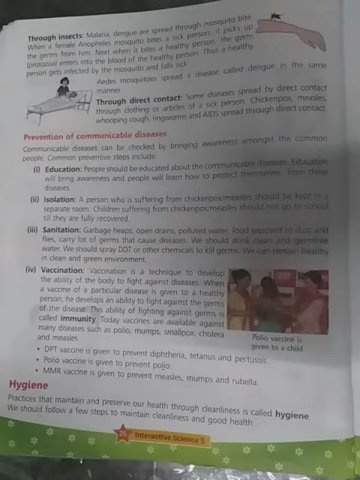 Through insects: Malaria, dengue are spread through mosquito bite.
When a female Anopheles mosquito bites a sick person, it picks up
the germs from him. Next when it bites a healthy person, the germ
(protozoa) enters into the blood of the healthy person. Thus a healthy
person gets infected by the mosquito and falls sick.
Aedes mosquitoes spread a disease called dengue in the same
manner.
Through direct contact: Some diseases spread by direct contact
through clothing or articles of a sick person. Chickenpox, measles,
whooping cough, ringworms and AIDS spread through direct contact.
Prevention of communicable diseases
Communicable diseases can be checked by bringing awareness amongst the common
people. Common preventive steps include:
(i) Education: People should be educated about the communicable diseases. Education
will bring awareness and people will learn how to protect themselves from these
diseases.
(ii) Isolation: A person who is suffering from chickenpox/measles should be kept in a
separate room. Children suffering from chickenpox/measles should not go to school
till they are fully recovered.
(iii) Sanitation: Garbage heaps, open drains, polluted water, food exposed to dust and
flies, carry lot of germs that cause diseases. We should drink clean and germfree
water. We should spray DDT or other chemicals to kill germs. We can remain healthy
in clean and green environment.
(iv) Vaccination: Vaccination is a technique to develop
the ability of the body to fight against diseases. When
a vaccine of a particular disease is given to a healthy
person, he develops an ability to fight against the germs
of the disease. This ability of fighting against germs is
called immunity. Today vaccines are available against
many diseases such as polio, mumps, smallpox, cholera
and measles.
Polio vaccine is
given to a child
• DPT vaccine is given to prevent diphtheria, tetanus and pertussis.
• Polio vaccine is given to prevent polio.
• MMR vaccine is given to prevent measles, mumps and rubella.
Hygiene
Practices that maintain and preserve our health through cleanliness is called hygiene.
We should follow a few steps to maintain cleanliness and good health:
Interactive Science 5